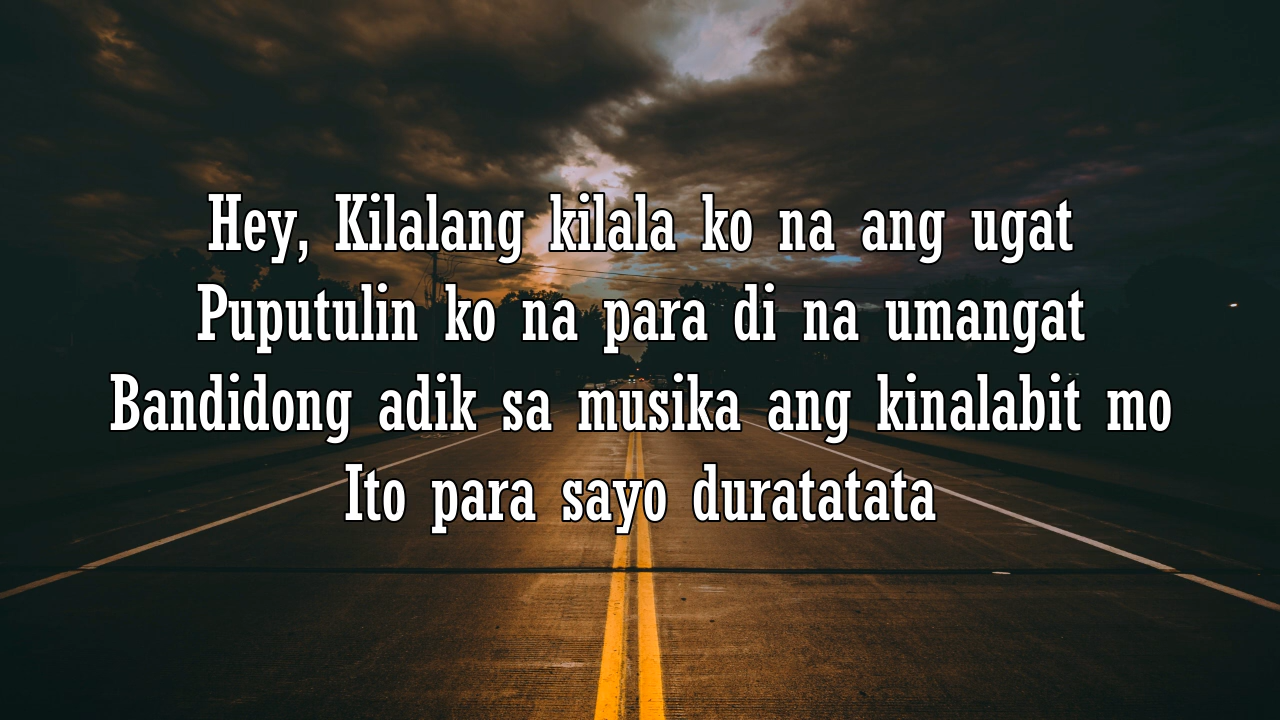 Hey, Kilalang kilala ko na ang ugat
Puputulin ko na para di na umangat
Bandidong adik sa musika ang kinalabit mo
Ito para sayo duratatata